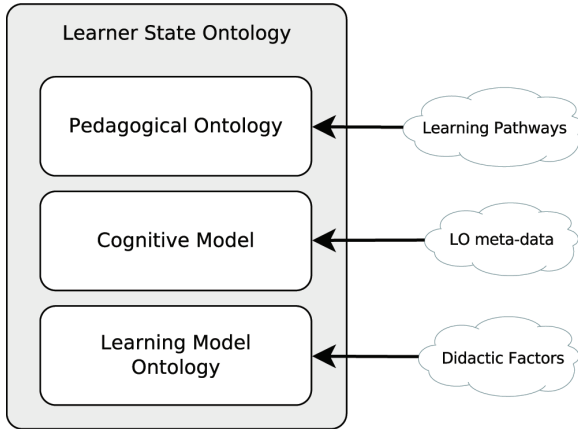 Learner State Ontology
Pedagogical Ontology
Learning Pathways
Cognitive Model
LO meta-data
Learning Model
Ontology
Didactic Factors